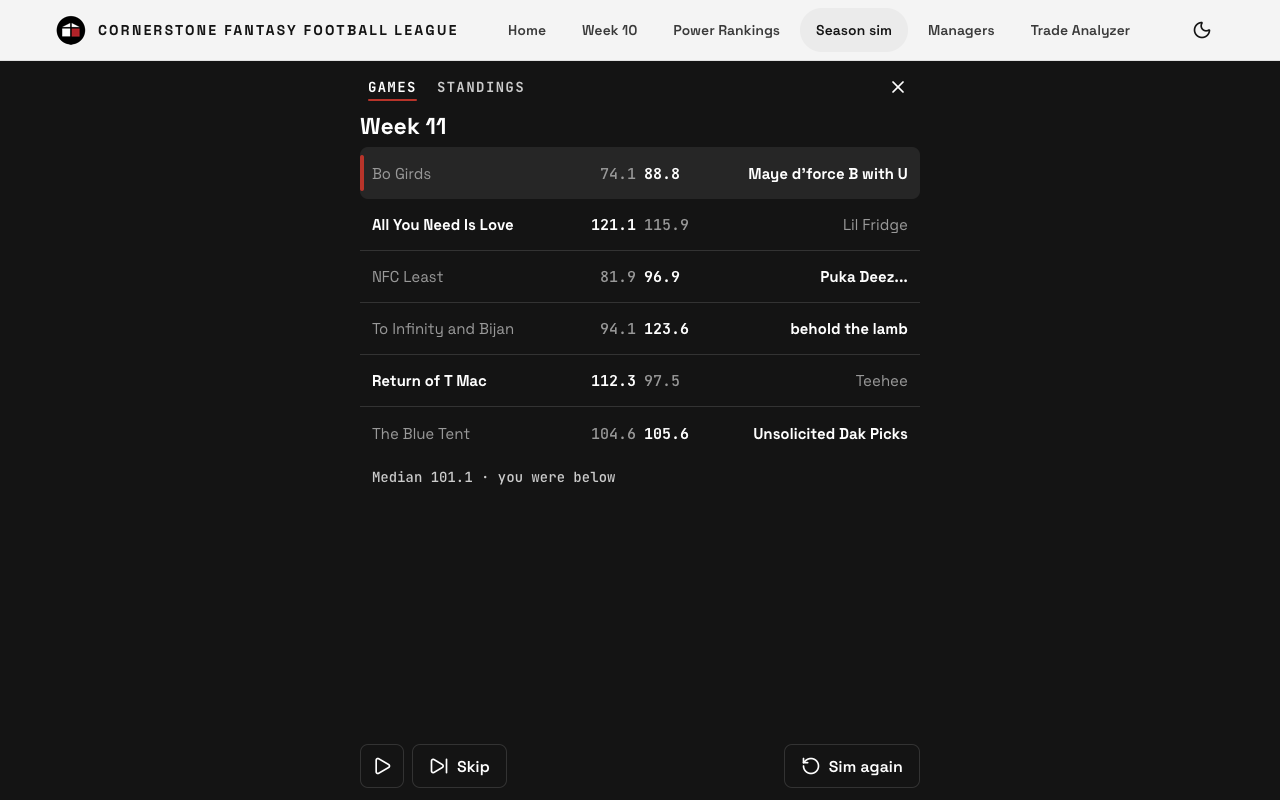 CORNERSTONE FANTASY FOOTBALL LEAGUE Home Week 10 Power Rankings Season sim Managers Trade Analyzer
GAMES STANDINGS
Week 11
Bo Girds 74.1 88.8 Maye d’force B with U
All You Need Is Love 121.1 115.9 Lil Fridge
NFC Least 81.9 96.9 Puka Deez...
To Infinity and Bijan 94.1 123.6 behold the lamb
Return of T Mac 112.3 97.5 Teehee
The Blue Tent 104.6 105.6 Unsolicited Dak Picks
Median 101.1 · you were below
Skip Sim again